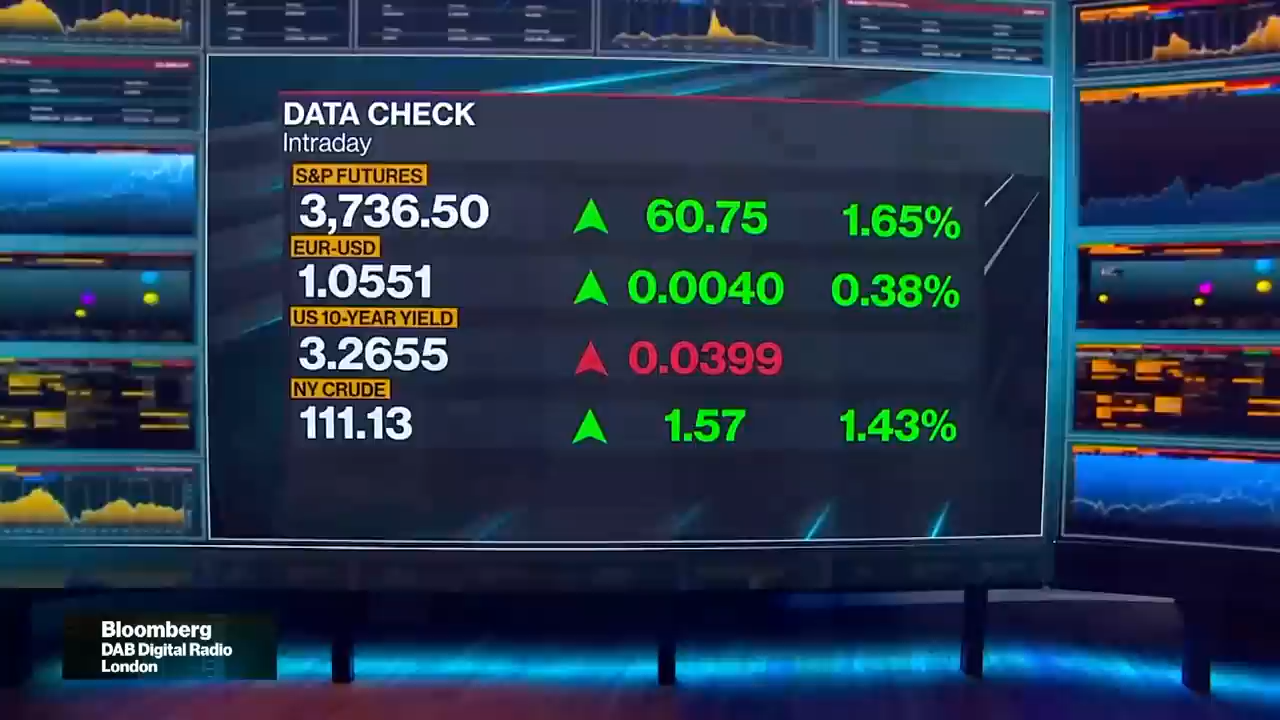 DATA CHECK
Intraday
S&P FUTURES
3,736.50 ▲ 60.75 1.65%
EUR-USD
1.0551 ▲ 0.0040 0.38%
US 10-YEAR YIELD
3.2655 ▲ 0.0399
NY CRUDE
111.13 ▲ 1.57 1.43%
Bloomberg
DAB Digital Radio
London